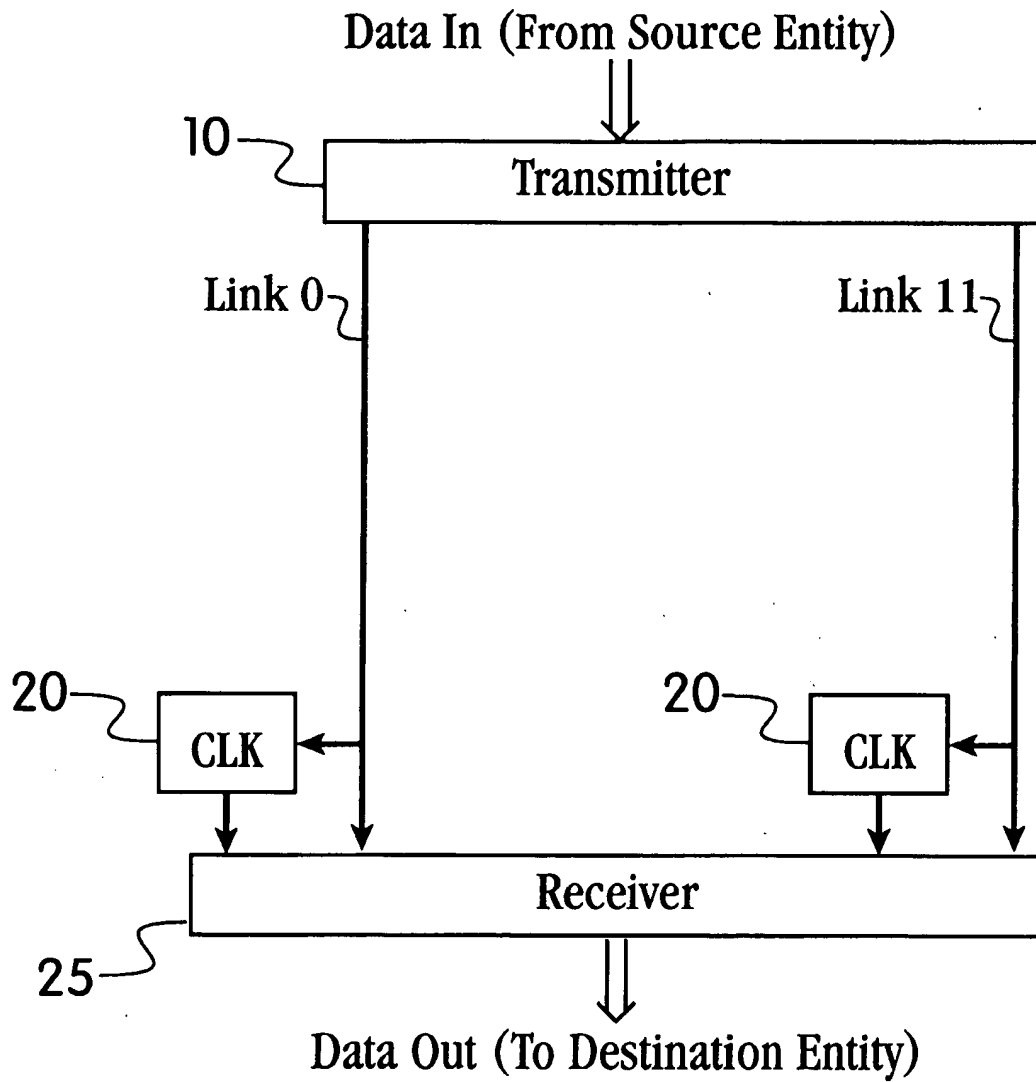 Data In (From Source Entity)
10
Transmitter
Link 0
Link 11
20
CLK
20
CLK
Receiver
25
Data Out (To Destination Entity)